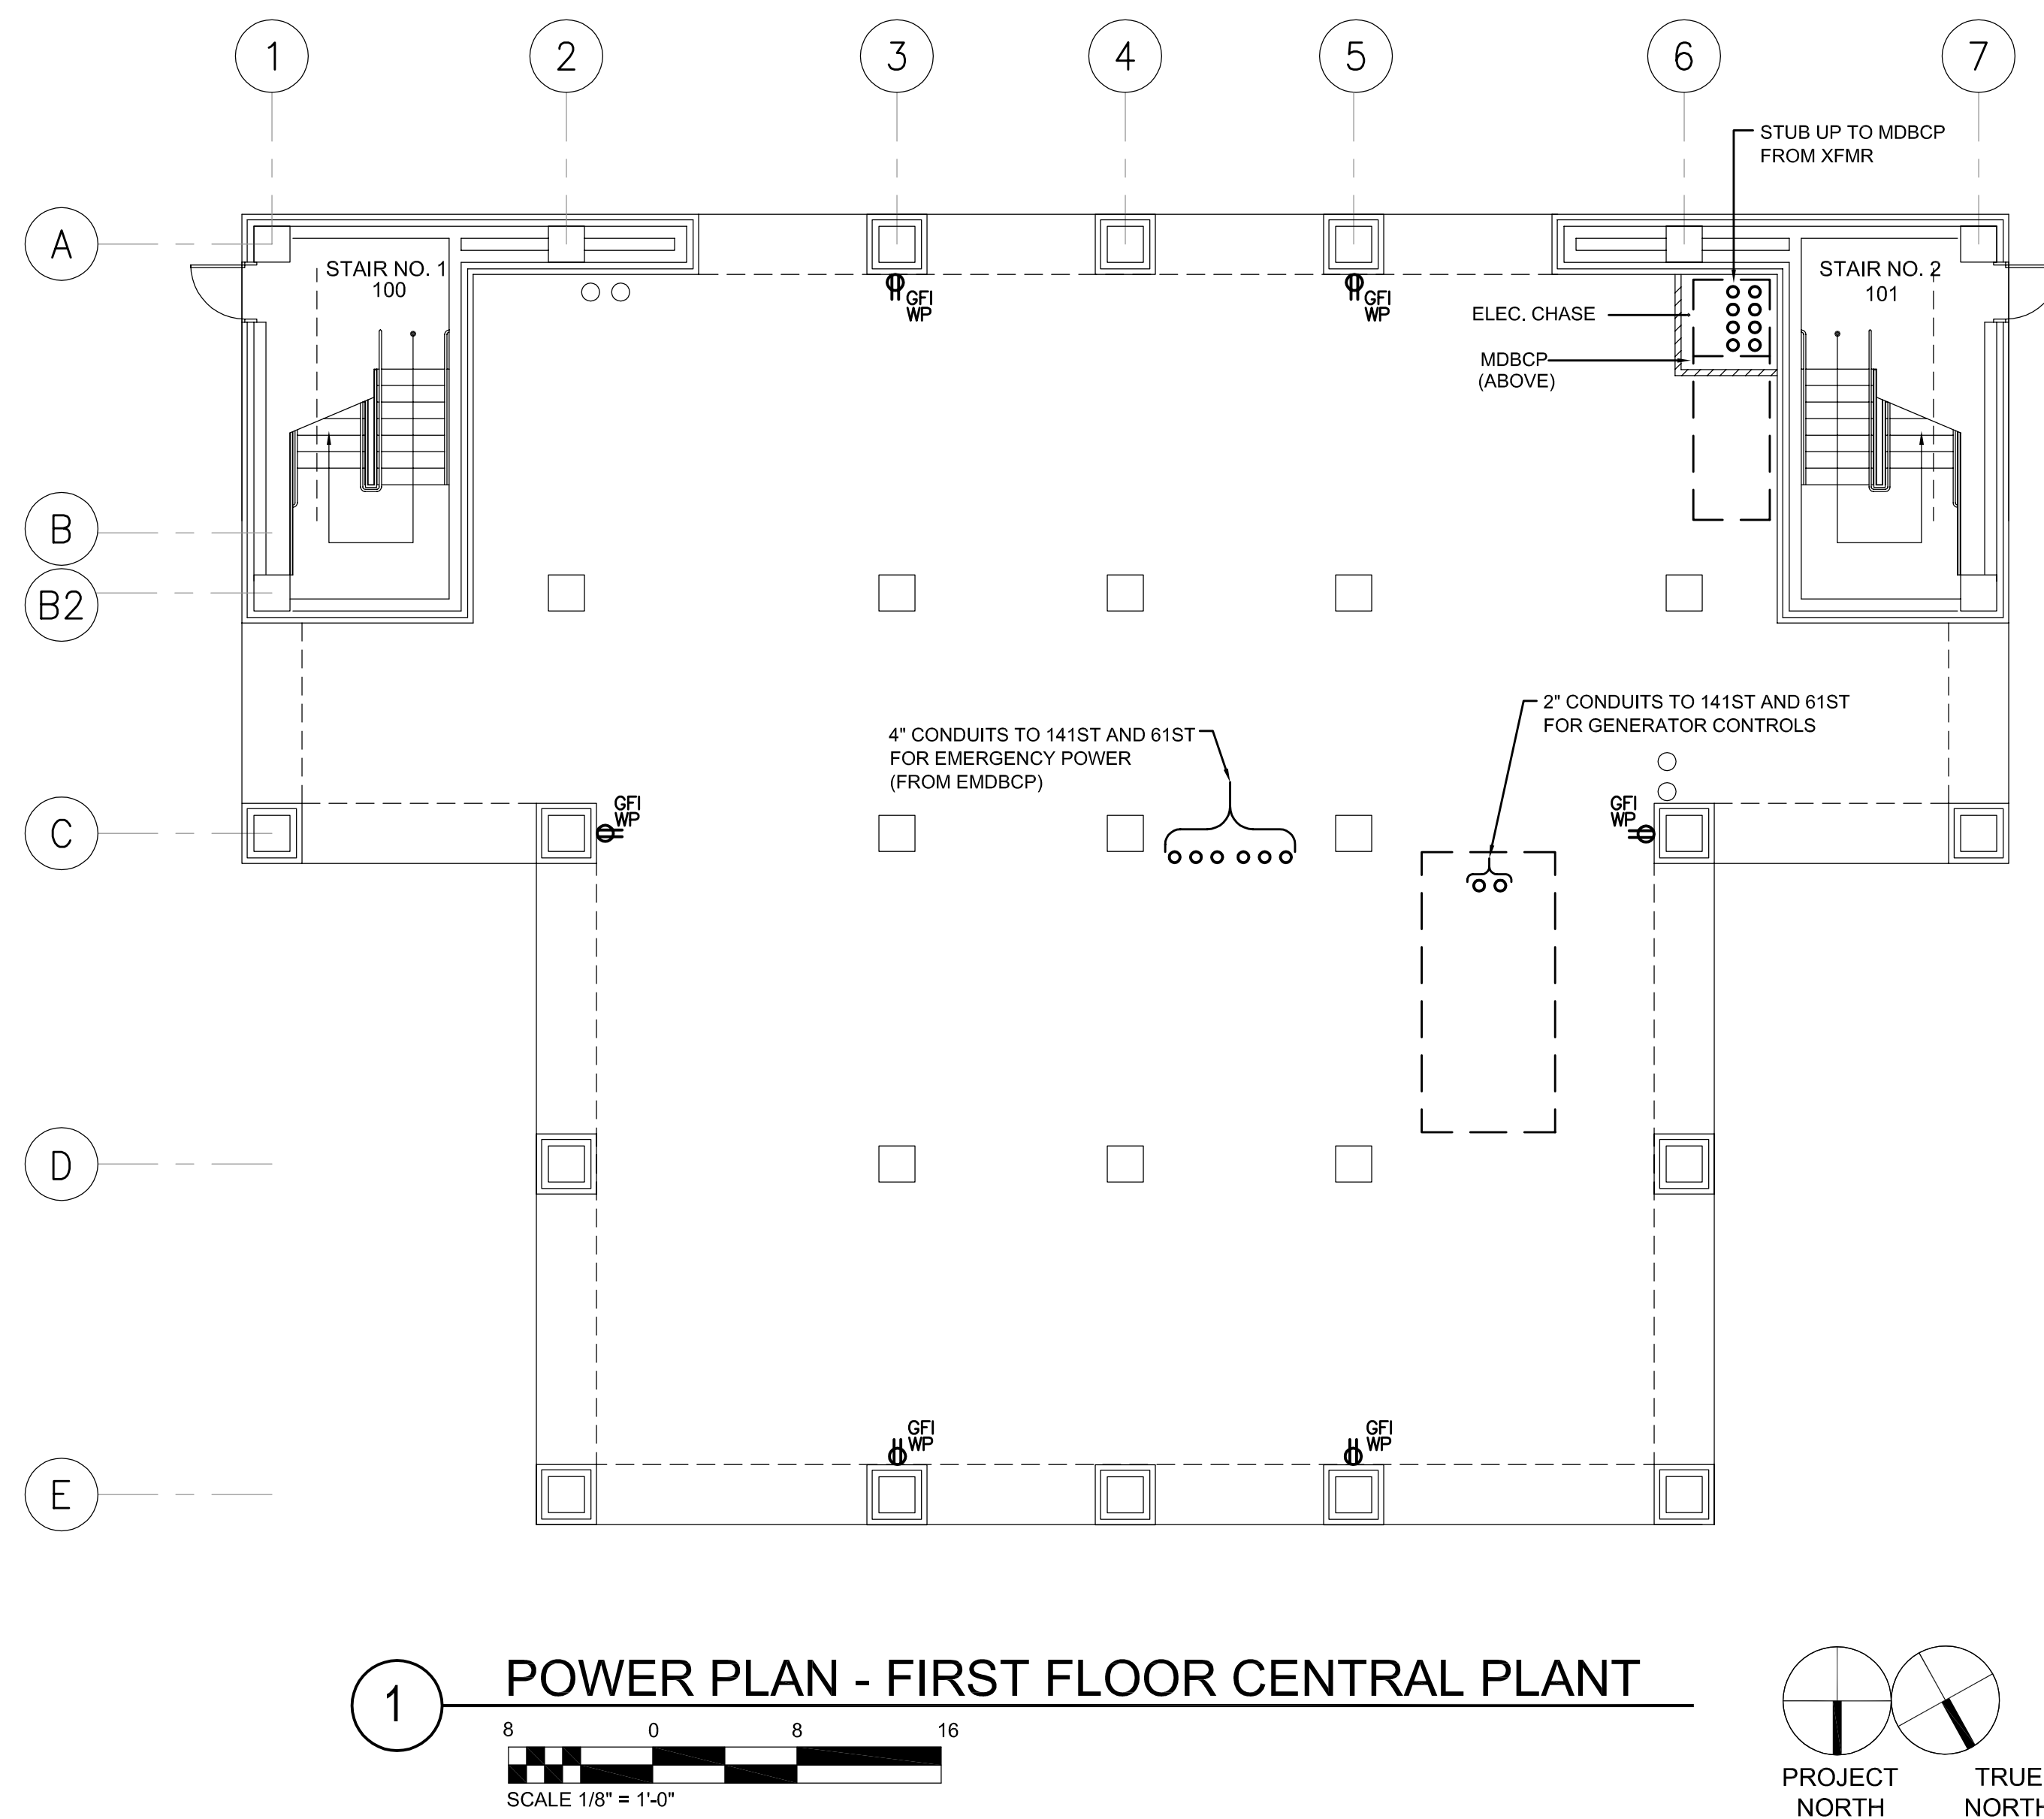 1 2 3 4 5 6 7
STUB UP TO MDBCP
FROM XFMR
A
STAIR NO. 1
100
STAIR NO. 2
101
GFI
WP
GFI
WP
ELEC. CHASE
MDBCP
(ABOVE)
B
B2
2" CONDUITS TO 141ST AND 61ST
FOR GENERATOR CONTROLS
4" CONDUITS TO 141ST AND 61ST
FOR EMERGENCY POWER
(FROM EMDBCP)
C
GFI
WP
GFI
WP
D
GFI
WP
GFI
WP
E
1
POWER PLAN - FIRST FLOOR CENTRAL PLANT
8 0 8 16
SCALE 1/8" = 1'-0"
PROJECT
NORTH
TRUE
NORTH